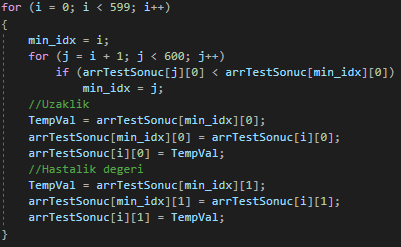 for (i = 0; i < 599; i++)
{
    min_idx = i;
    for (j = i + 1; j < 600; j++)
        if (arrTestSonuc[j][0] < arrTestSonuc[min_idx][0])
            min_idx = j;
    //Uzaklik
    TempVal = arrTestSonuc[min_idx][0];
    arrTestSonuc[min_idx][0] = arrTestSonuc[i][0];
    arrTestSonuc[i][0] = TempVal;
    //Hastalik degeri
    TempVal = arrTestSonuc[min_idx][1];
    arrTestSonuc[min_idx][1] = arrTestSonuc[i][1];
    arrTestSonuc[i][1] = TempVal;
}